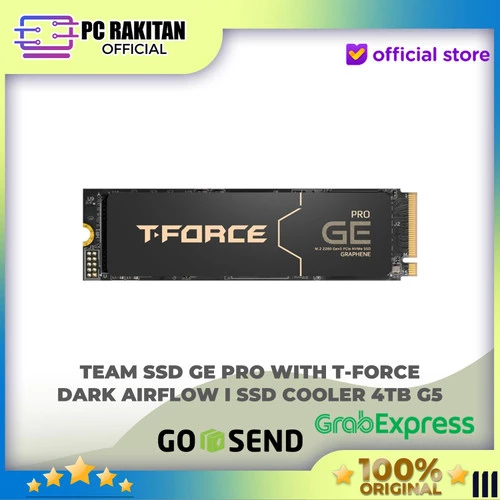 PC RAKITAN
OFFICIAL
official store
T-FORCE
PRO
GE
M.2 2280 Gen5 PCIe NVMe SSD
GRAPHENE
TEAM SSD GE PRO WITH T-FORCE
DARK AIRFLOW I SSD COOLER 4TB G5
GO SEND
GrabExpress
100%
ORIGINAL